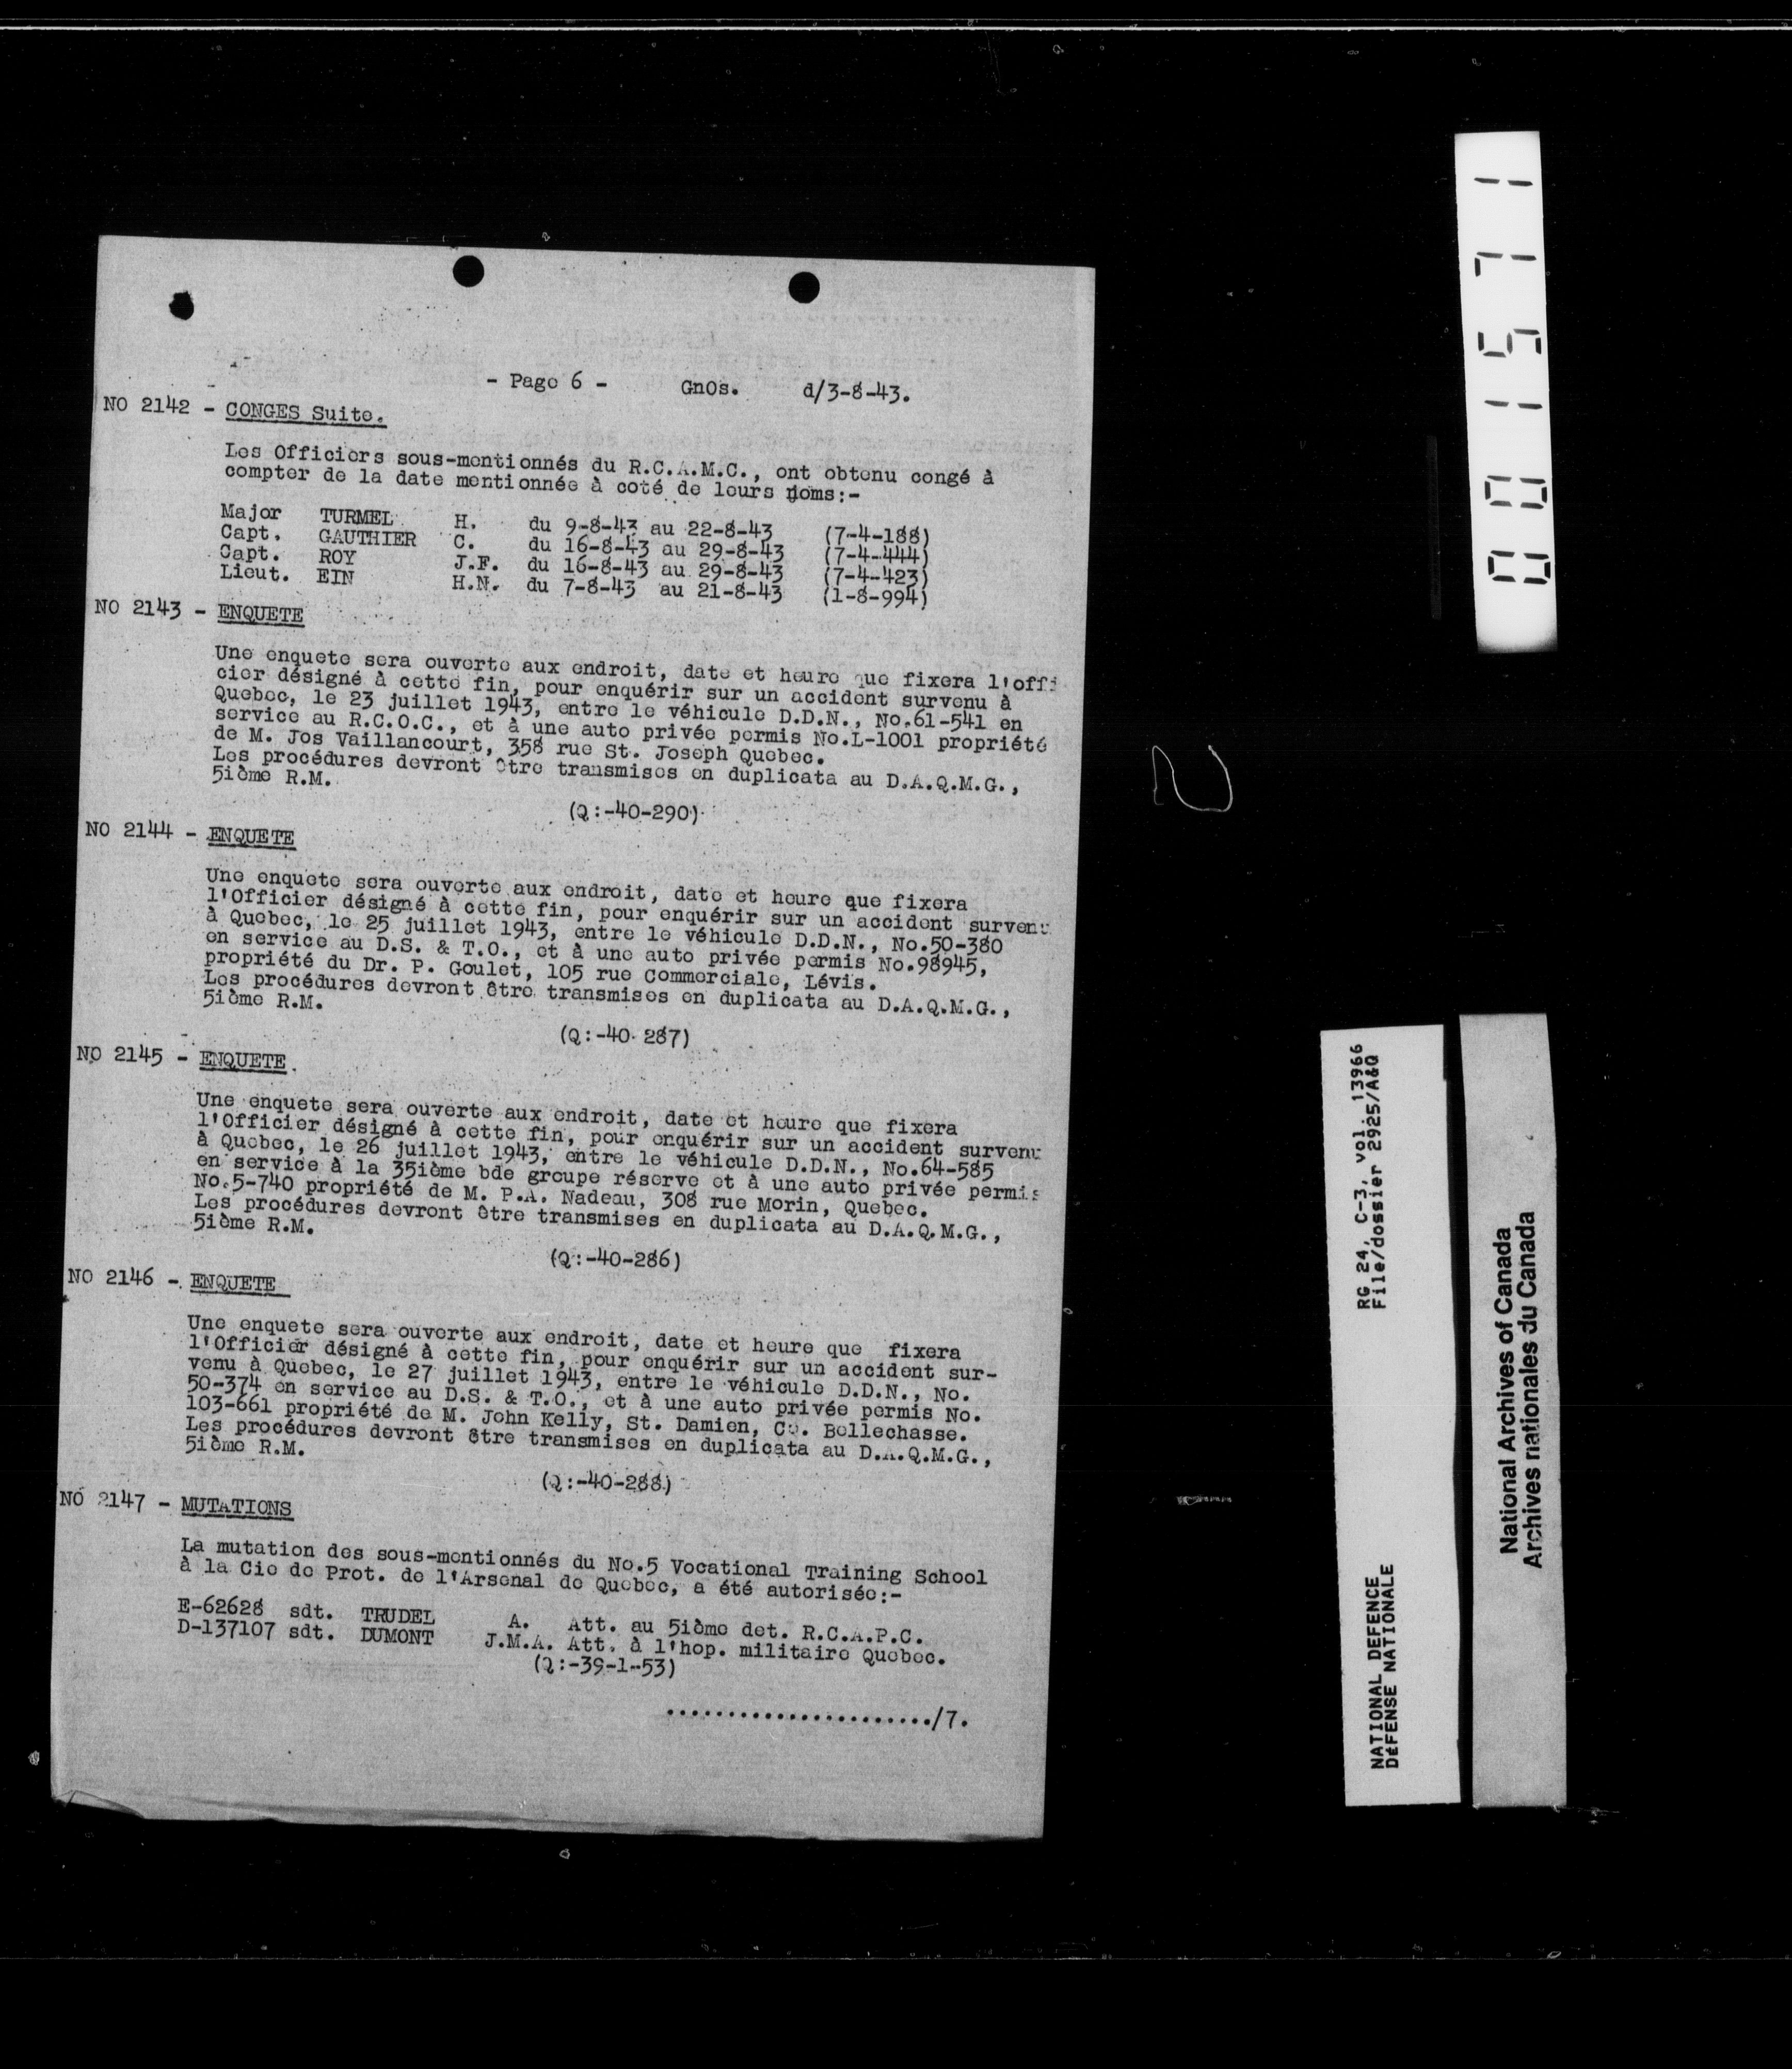 - Page 6 - GnOs. d/3-8-43.
NO 2142 - CONGES Suite.
Les Officiers sous-mentionnés du R.C.A.M.C., ont obtenu congé à
compter de la date mentionnée à coté de leurs noms:-
Major TURMEL H. du 9-8-43 au 22-8-43 (7-4-188)
Capt. GAUTHIER C. du 16-8-43 au 29-8-43 (7-4-444)
Capt. ROY J.F. du 16-8-43 au 29-8-43 (7-4-423)
Lieut. EIN H.N. du 7-8-43 au 21-8-43 (1-8-994)
NO 2143 - ENQUETE
Une enquete sera ouverte aux endroit, date et heure que fixera l'offi
cier désigné à cette fin, pour enquérir sur un accident survenu à
Quebec, le 23 juillet 1943, entre le véhicule D.D.N., No.61-541 en
service au R.C.O.C., et à une auto privée permis No.L-1001 propriété
de M. Jos Vaillancourt, 358 rue St. Joseph Quebec.
Les procédures devront être transmises en duplicata au D.A.Q.M.G.,
5ième R.M.
(Q:-40-290)
NO 2144 - ENQUETE
Une enquete sera ouverte aux endroit, date et heure que fixera
l'Officier désigné à cette fin, pour enquérir sur un accident survenu
à Quebec, le 25 juillet 1943, entre le véhicule D.D.N., No.50-380
en service au D.S. & T.O., et à une auto privée permis No.98945,
propriété du Dr. P. Goulet, 105 rue Commerciale, Lévis.
Les procédures devront être transmises en duplicata au D.A.Q.M.G.,
5ième R.M.
(Q:-40-287)
NO 2145 - ENQUETE
Une enquete sera ouverte aux endroit, date et heure que fixera
l'Officier désigné à cette fin, pour enquérir sur un accident survenu
à Quebec, le 26 juillet 1943, entre le véhicule D.D.N., No.64-585
en service à la 35ième bde groupe réserve et à une auto privée permis
No.5-740 propriété de M. P.A. Nadeau, 308 rue Morin, Quebec.
Les procédures devront être transmises en duplicata au D.A.Q.M.G.,
5ième R.M.
(Q:-40-286)
NO 2146 - ENQUETE
Une enquete sera ouverte aux endroit, date et heure que fixera
l'Officier désigné à cette fin, pour enquérir sur un accident sur-
venu à Quebec, le 27 juillet 1943, entre le véhicule D.D.N., No.
50-374 en service au D.S. & T.O., et à une auto privée permis No.
103-661 propriété de M. John Kelly, St. Damien, Co. Bellechasse.
Les procédures devront être transmises en duplicata au D.A.Q.M.G.,
5ième R.M.
(Q:-40-288)
NO 2147 - MUTATIONS
La mutation des sous-mentionnés du No.5 Vocational Training School
à la Cie de Prot. de l'Arsenal de Quebec, a été autorisée:-
E-62628 sdt. TRUDEL A. Att. au 5ième det. R.C.A.P.C.
D-137107 sdt. DUMONT J.M.A. Att. à l'hop. militaire Quebec.
(Q:-39-1-53)
....................../7.
001571
RG 24, C-3, vol. 13966
File/dossier 2925/A&Q
NATIONAL DEFENCE
DÉFENSE NATIONALE
National Archives of Canada
Archives nationales du Canada